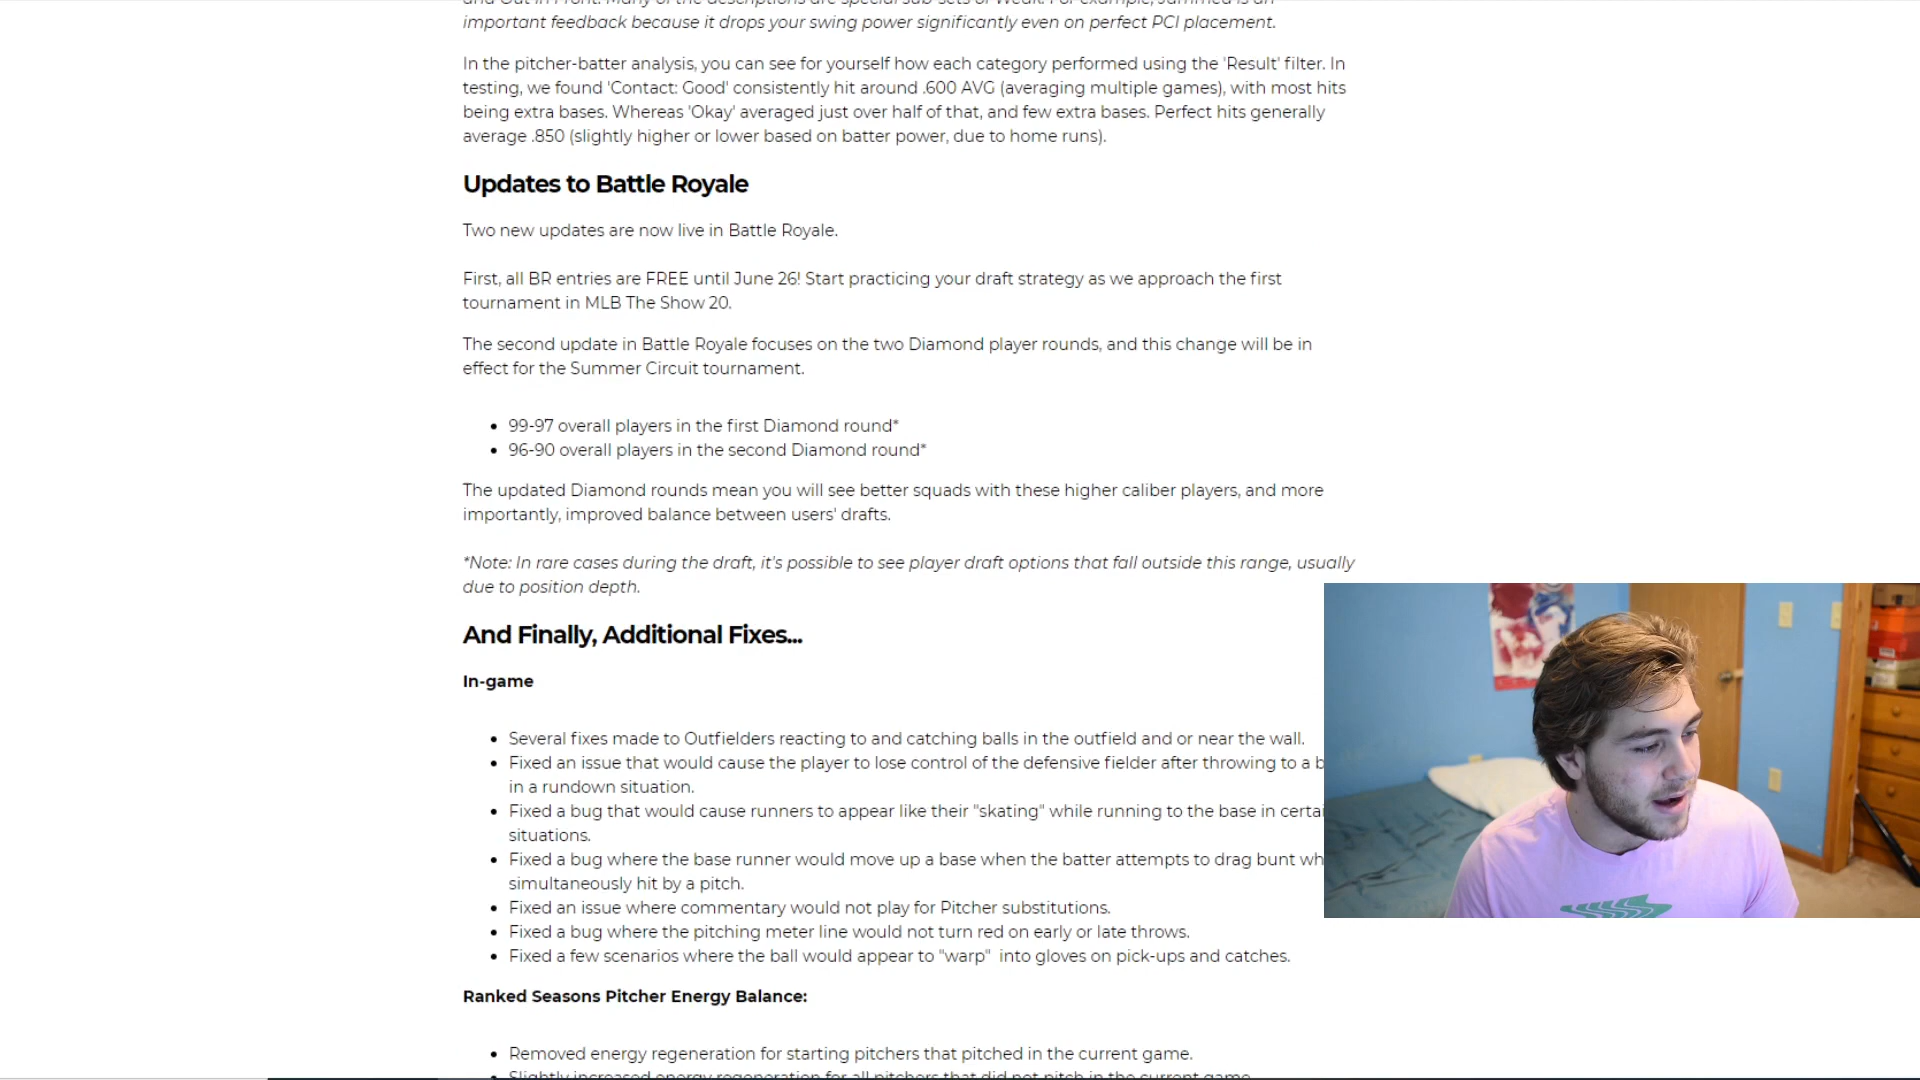 important feedback because it drops your swing power significantly even on perfect PCI placement.
In the pitcher-batter analysis, you can see for yourself how each category performed using the 'Result' filter. In
testing, we found 'Contact: Good' consistently hit around .600 AVG (averaging multiple games), with most hits
being extra bases. Whereas 'Okay' averaged just over half of that, and few extra bases. Perfect hits generally
average .850 (slightly higher or lower based on batter power, due to home runs).
Updates to Battle Royale
Two new updates are now live in Battle Royale.
First, all BR entries are FREE until June 26! Start practicing your draft strategy as we approach the first
tournament in MLB The Show 20.
The second update in Battle Royale focuses on the two Diamond player rounds, and this change will be in
effect for the Summer Circuit tournament.
• 99-97 overall players in the first Diamond round*
• 96-90 overall players in the second Diamond round*
The updated Diamond rounds mean you will see better squads with these higher caliber players, and more
importantly, improved balance between users' drafts.
*Note: In rare cases during the draft, it's possible to see player draft options that fall outside this range, usually
due to position depth.
And Finally, Additional Fixes...
In-game
• Several fixes made to Outfielders reacting to and catching balls in the outfield and or near the wall.
• Fixed an issue that would cause the player to lose control of the defensive fielder after throwing to a b
in a rundown situation.
• Fixed a bug that would cause runners to appear like their "skating" while running to the base in certai
situations.
• Fixed a bug where the base runner would move up a base when the batter attempts to drag bunt wh
simultaneously hit by a pitch.
• Fixed an issue where commentary would not play for Pitcher substitutions.
• Fixed a bug where the pitching meter line would not turn red on early or late throws.
• Fixed a few scenarios where the ball would appear to "warp" into gloves on pick-ups and catches.
Ranked Seasons Pitcher Energy Balance:
• Removed energy regeneration for starting pitchers that pitched in the current game.
• Slightly increased energy regeneration for all pitchers that did not pitch in the current game